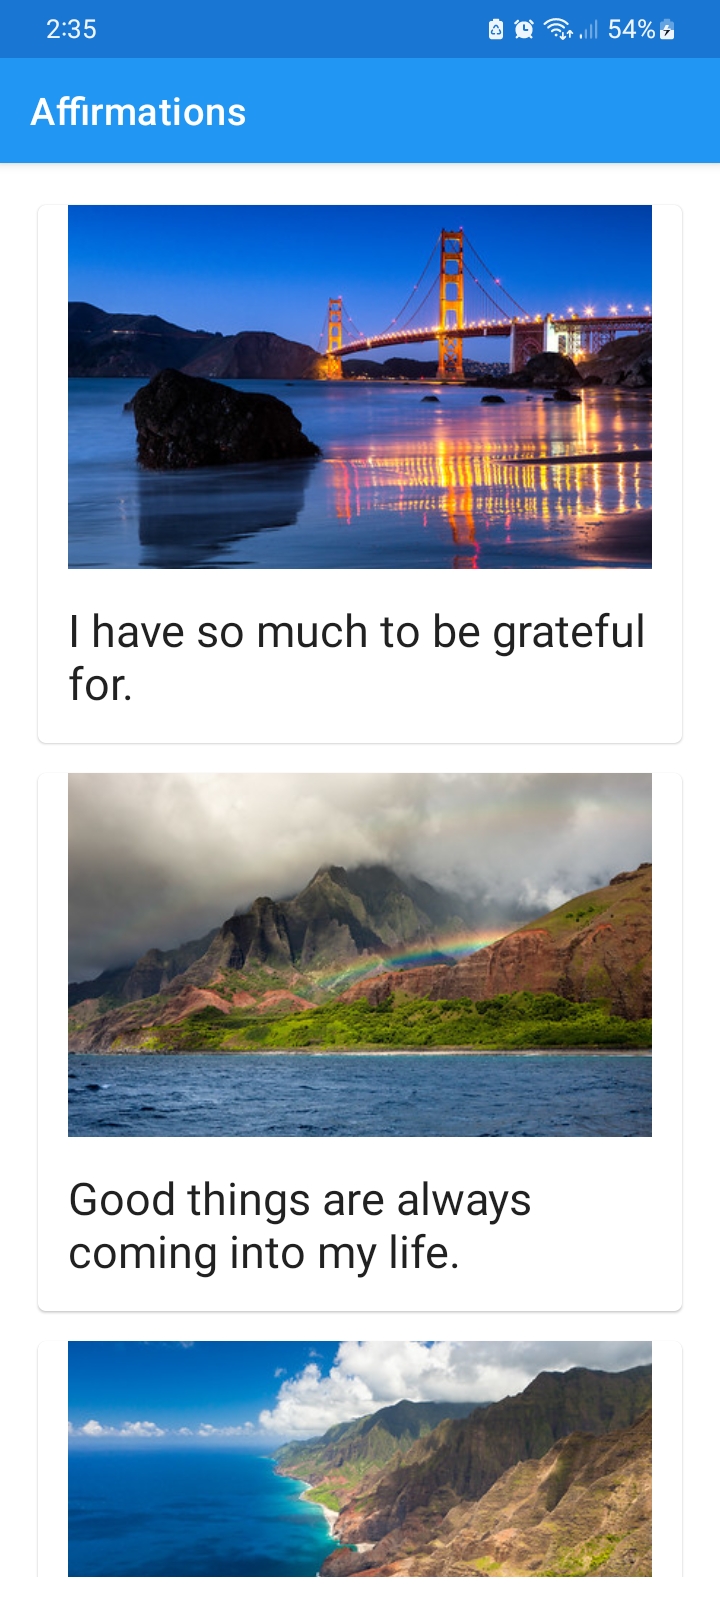 2:35
54%
Affirmations
I have so much to be grateful
for.
Good things are always
coming into my life.